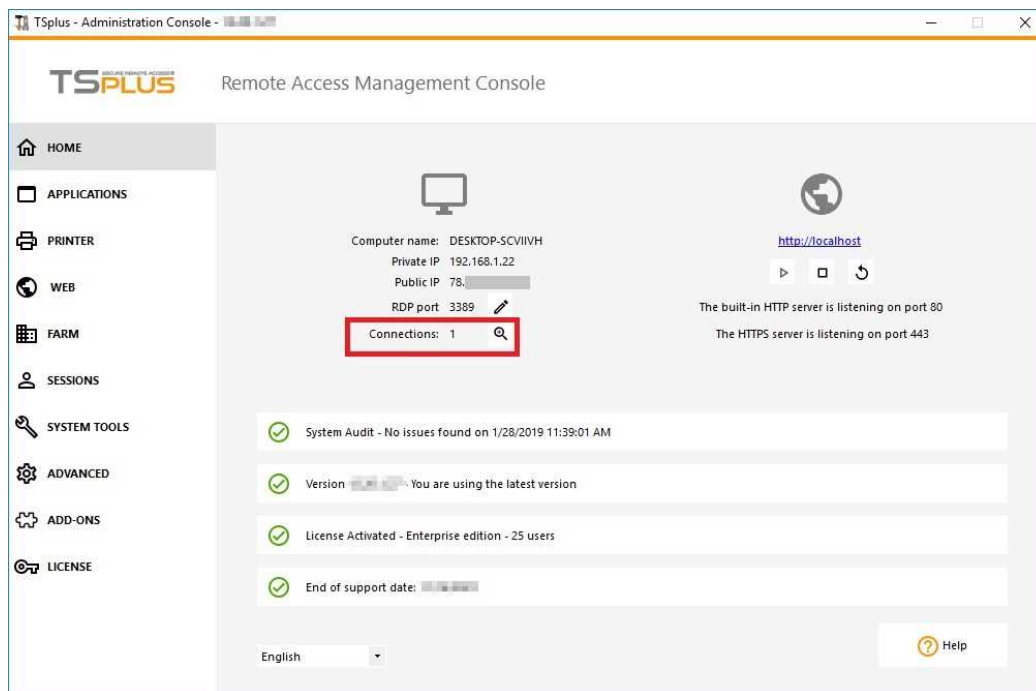 TSplus - Administration Console -
TSPLUS SECURE REMOTE ACCESS
Remote Access Management Console
HOME
APPLICATIONS
PRINTER
WEB
FARM
SESSIONS
SYSTEM TOOLS
ADVANCED
ADD-ONS
LICENSE
Computer name: DESKTOP-SCVIIVH
Private IP 192.168.1.22
Public IP 78.
RDP port 3389
Connections: 1
http://localhost
The built-in HTTP server is listening on port 80
The HTTPS server is listening on port 443
System Audit - No issues found on 1/28/2019 11:39:01 AM
Version - You are using the latest version
License Activated - Enterprise edition - 25 users
End of support date:
English
Help